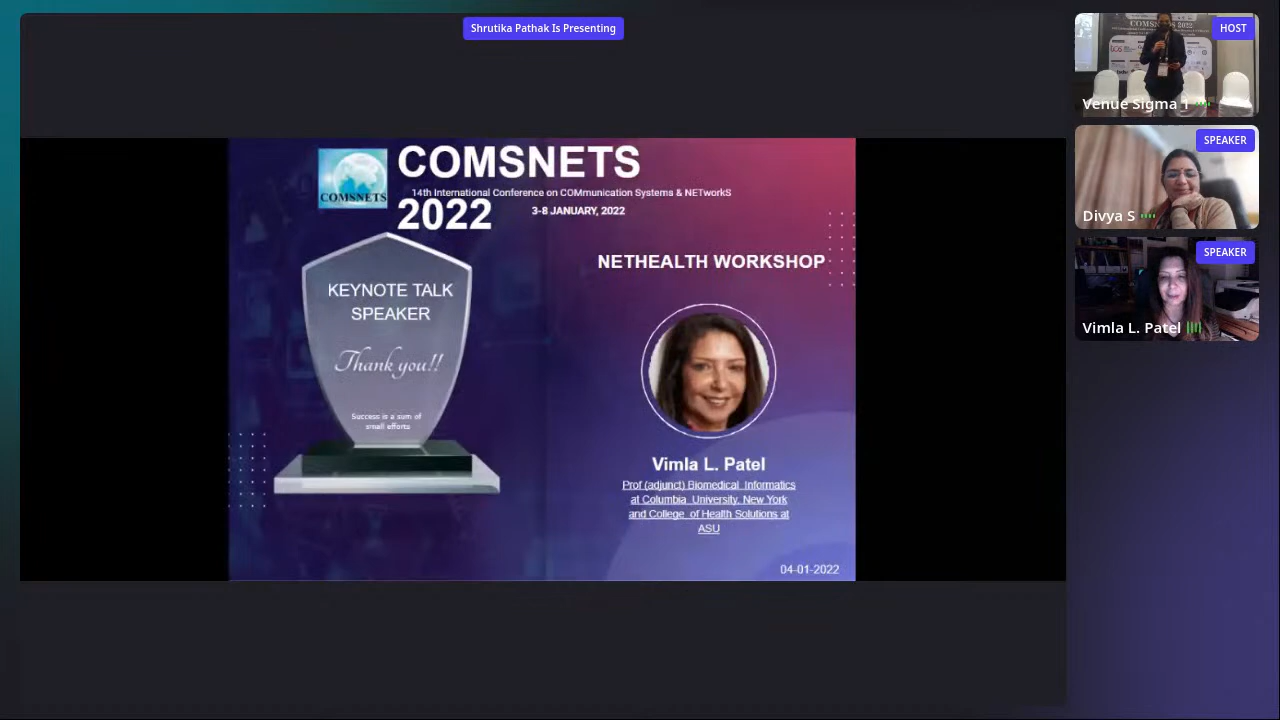 Shrutika Pathak Is Presenting
COMSNETS
14th International Conference on COMmunication Systems & NETworkS
2022
3-8 JANUARY, 2022
COMSNETS
NETHEALTH WORKSHOP
KEYNOTE TALK
SPEAKER
Thank you!!
Success is a sum of
small efforts
Vimla L. Patel
Prof (adjunct) Biomedical Informatics
at Columbia University, New York
and College of Health Solutions at
ASU
04-01-2022
HOST
COMSNETS 2022
Venue Sigma 1
SPEAKER
Divya S
SPEAKER
Vimla L. Patel